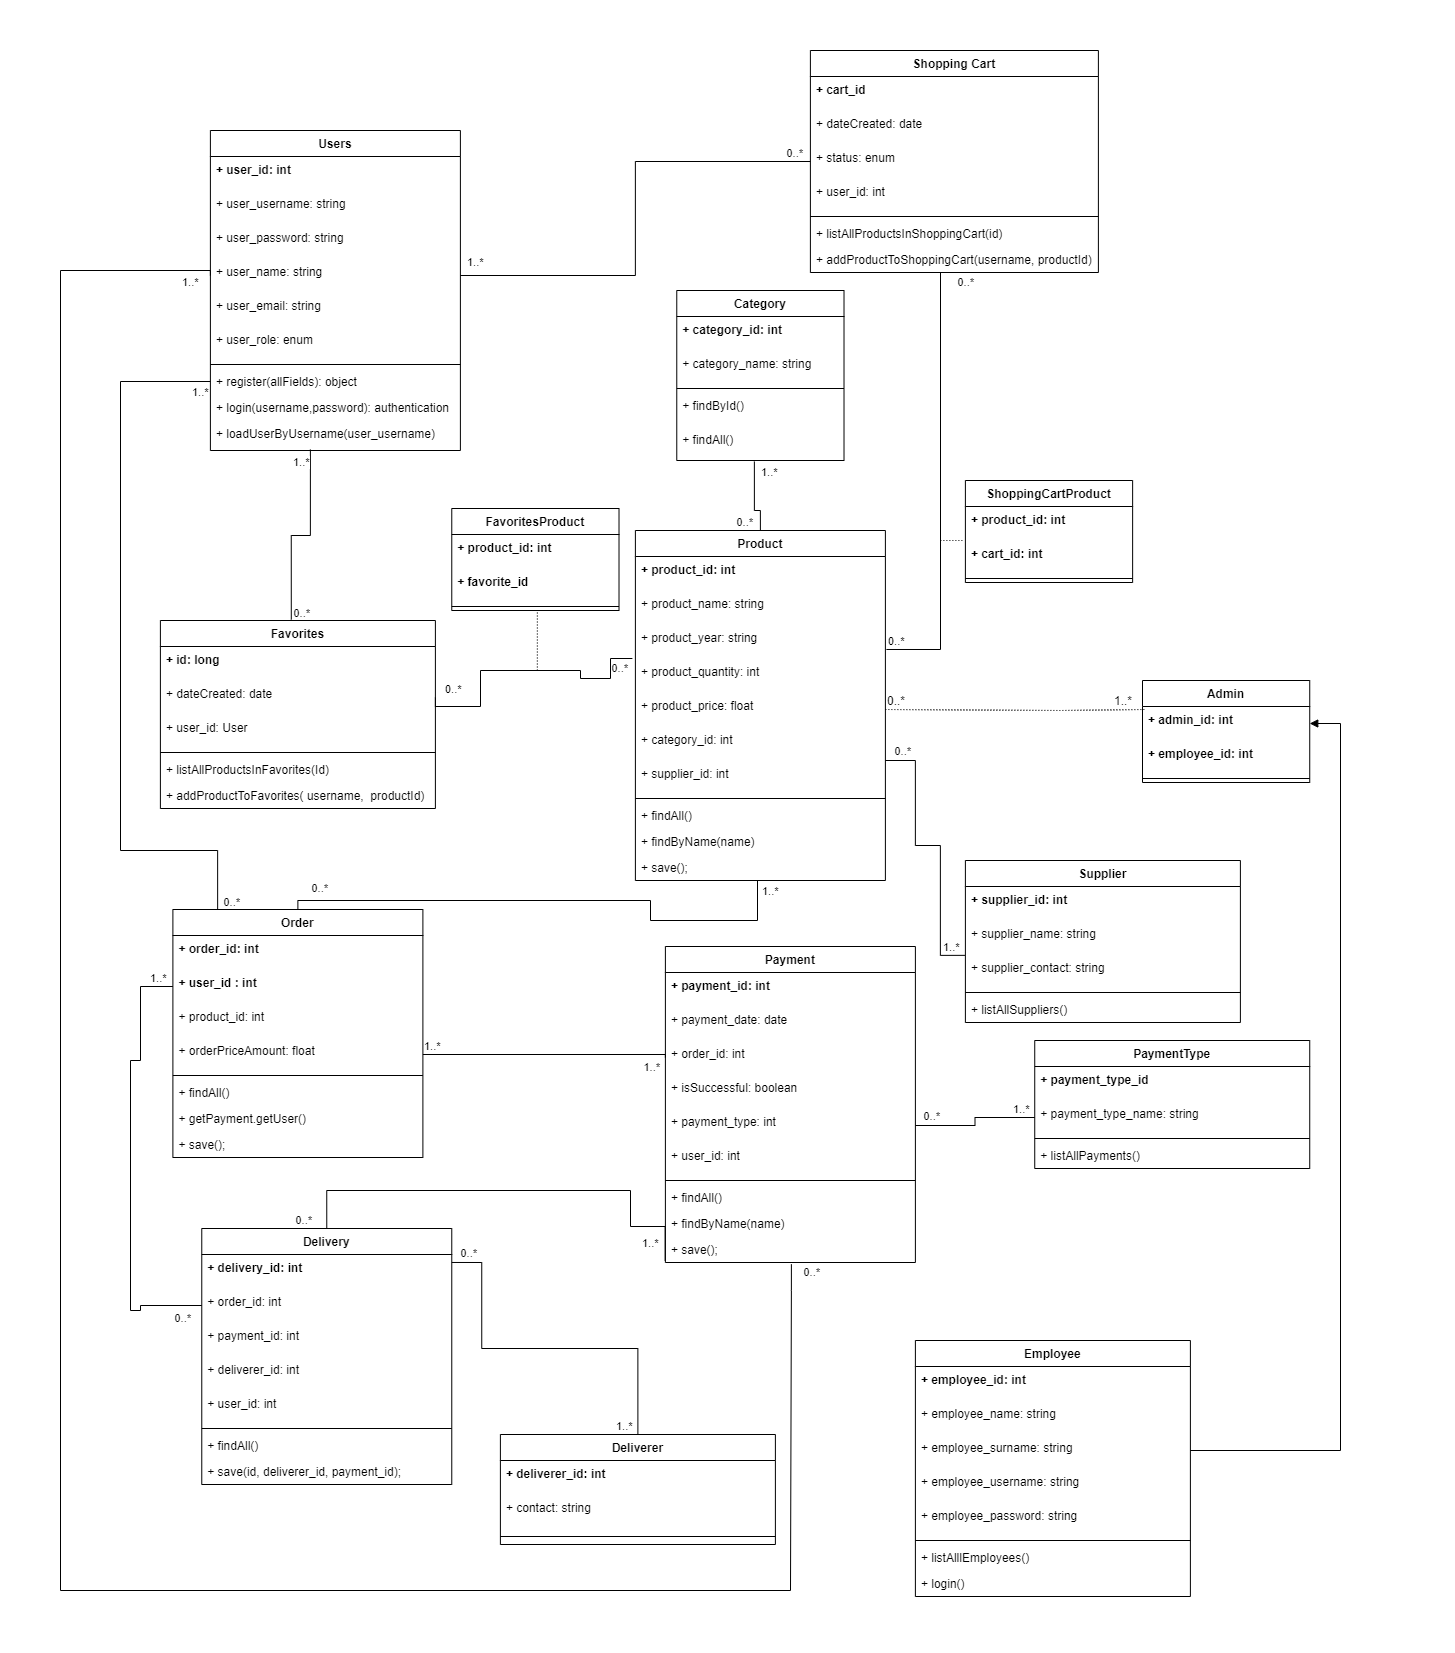 Shopping Cart
+ cart_id
+ dateCreated: date
+ status: enum
+ user_id: int
+ listAllProductsInShoppingCart(id)
+ addProductToShoppingCart(username, productId)
0..*
0..*
Users
+ user_id: int
+ user_username: string
+ user_password: string
+ user_name: string
+ user_email: string
+ user_role: enum
+ register(allFields): object
+ login(username,password): authentication
+ loadUserByUsername(user_username)
1..*
1..*
1..*
1..*
Category
+ category_id: int
+ category_name: string
+ findById()
+ findAll()
1..*
0..*
ShoppingCartProduct
+ product_id: int
+ cart_id: int
FavoritesProduct
+ product_id: int
+ favorite_id
Product
+ product_id: int
+ product_name: string
+ product_year: string
+ product_quantity: int
+ product_price: float
+ category_id: int
+ supplier_id: int
+ findAll()
+ findByName(name)
+ save();
0..*
0..*
0..*
0..*
1..*
0..*
Favorites
+ id: long
+ dateCreated: date
+ user_id: User
+ listAllProductsInFavorites(Id)
+ addProductToFavorites( username,  productId)
0..*
1..*
Admin
+ admin_id: int
+ employee_id: int
Supplier
+ supplier_id: int
+ supplier_name: string
+ supplier_contact: string
+ listAllSuppliers()
1..*
0..*
0..*
Order
+ order_id: int
+ user_id : int
+ product_id: int
+ orderPriceAmount: float
+ findAll()
+ getPayment.getUser()
+ save();
1..*
1..*
1..*
Payment
+ payment_id: int
+ payment_date: date
+ order_id: int
+ isSuccessful: boolean
+ payment_type: int
+ user_id: int
+ findAll()
+ findByName(name)
+ save();
0..*
1..*
1..*
0..*
PaymentType
+ payment_type_id
+ payment_type_name: string
+ listAllPayments()
0..*
0..*
0..*
Delivery
+ delivery_id: int
+ order_id: int
+ payment_id: int
+ deliverer_id: int
+ user_id: int
+ findAll()
+ save(id, deliverer_id, payment_id);
1..*
Deliverer
+ deliverer_id: int
+ contact: string
Employee
+ employee_id: int
+ employee_name: string
+ employee_surname: string
+ employee_username: string
+ employee_password: string
+ listAlllEmployees()
+ login()